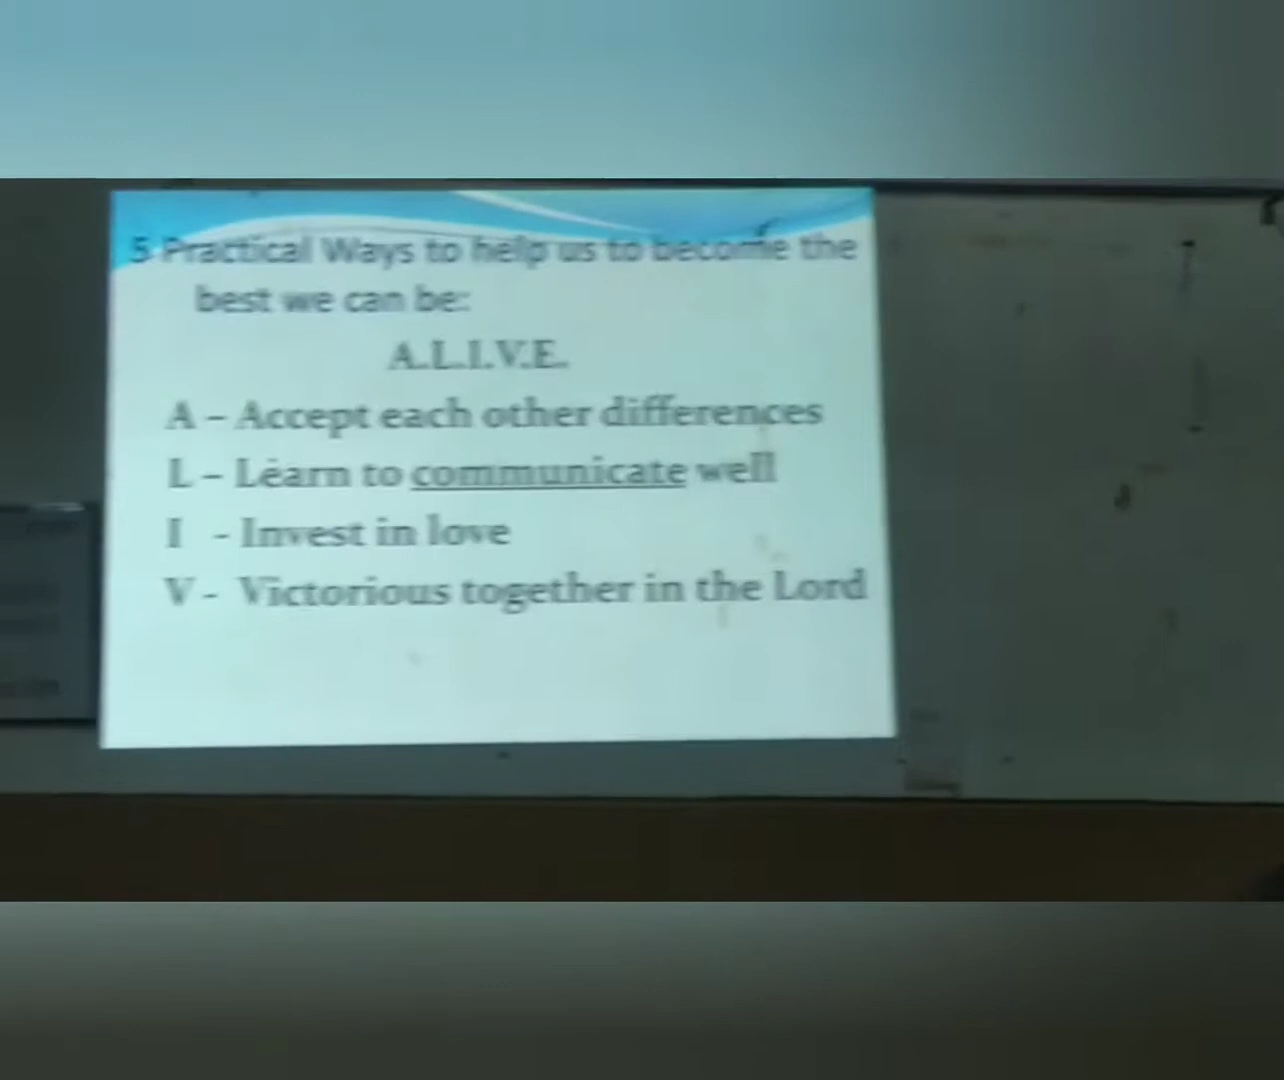 5 Practical Ways to help us to become the
best we can be:
A.L.I.V.E.
A – Accept each other differences
L – Learn to communicate well
I - Invest in love
V - Victorious together in the Lord